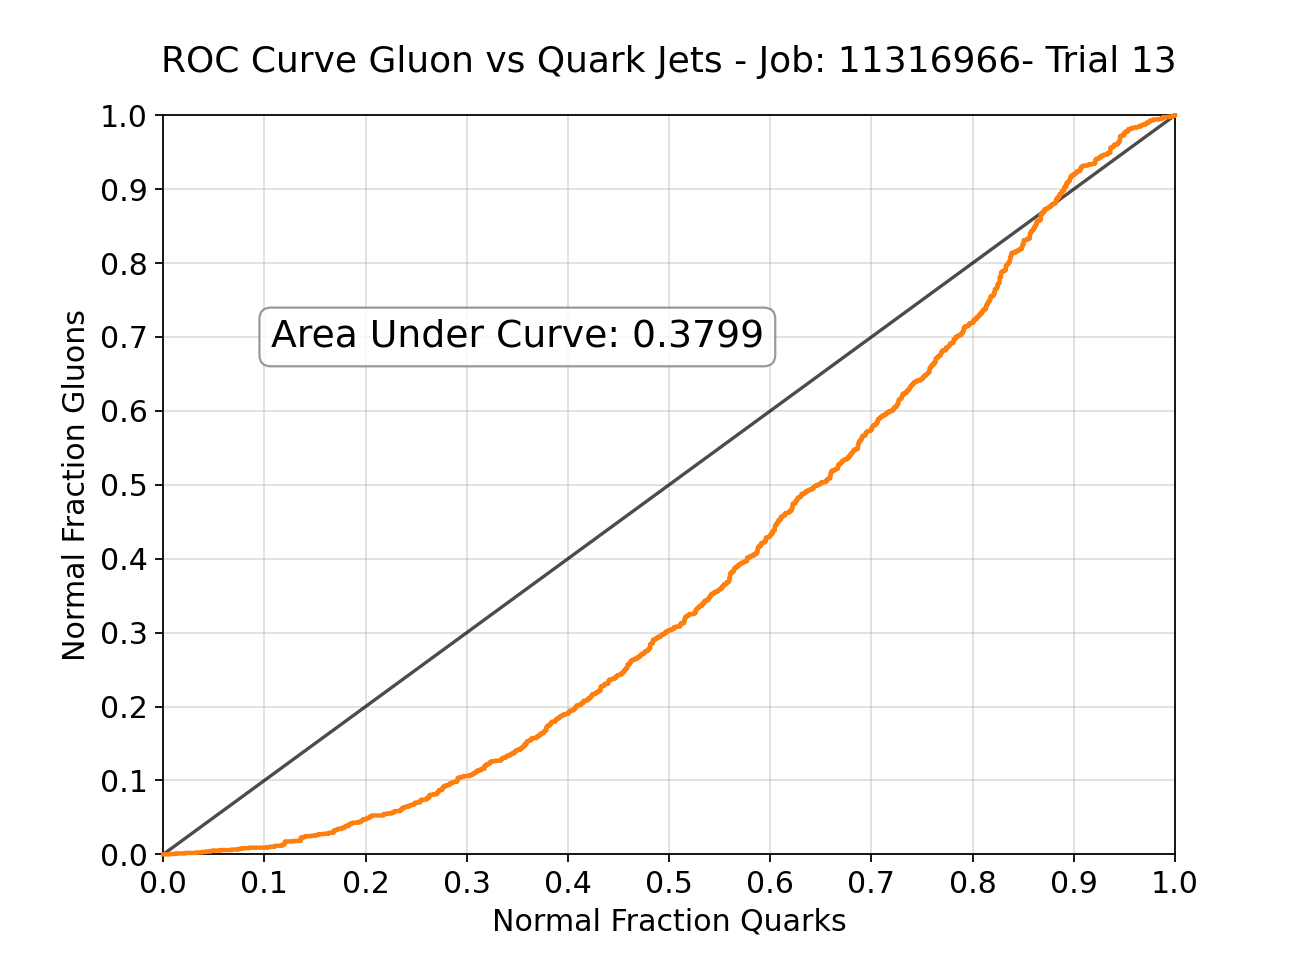 ROC Curve Gluon vs Quark Jets - Job: 11316966- Trial 13
1.0
0.9
0.8
0.7
0.6
0.5
0.4
0.3
0.2
0.1
0.0
Normal Fraction Gluons
Area Under Curve: 0.3799
0.0 0.1 0.2 0.3 0.4 0.5 0.6 0.7 0.8 0.9 1.0
Normal Fraction Quarks